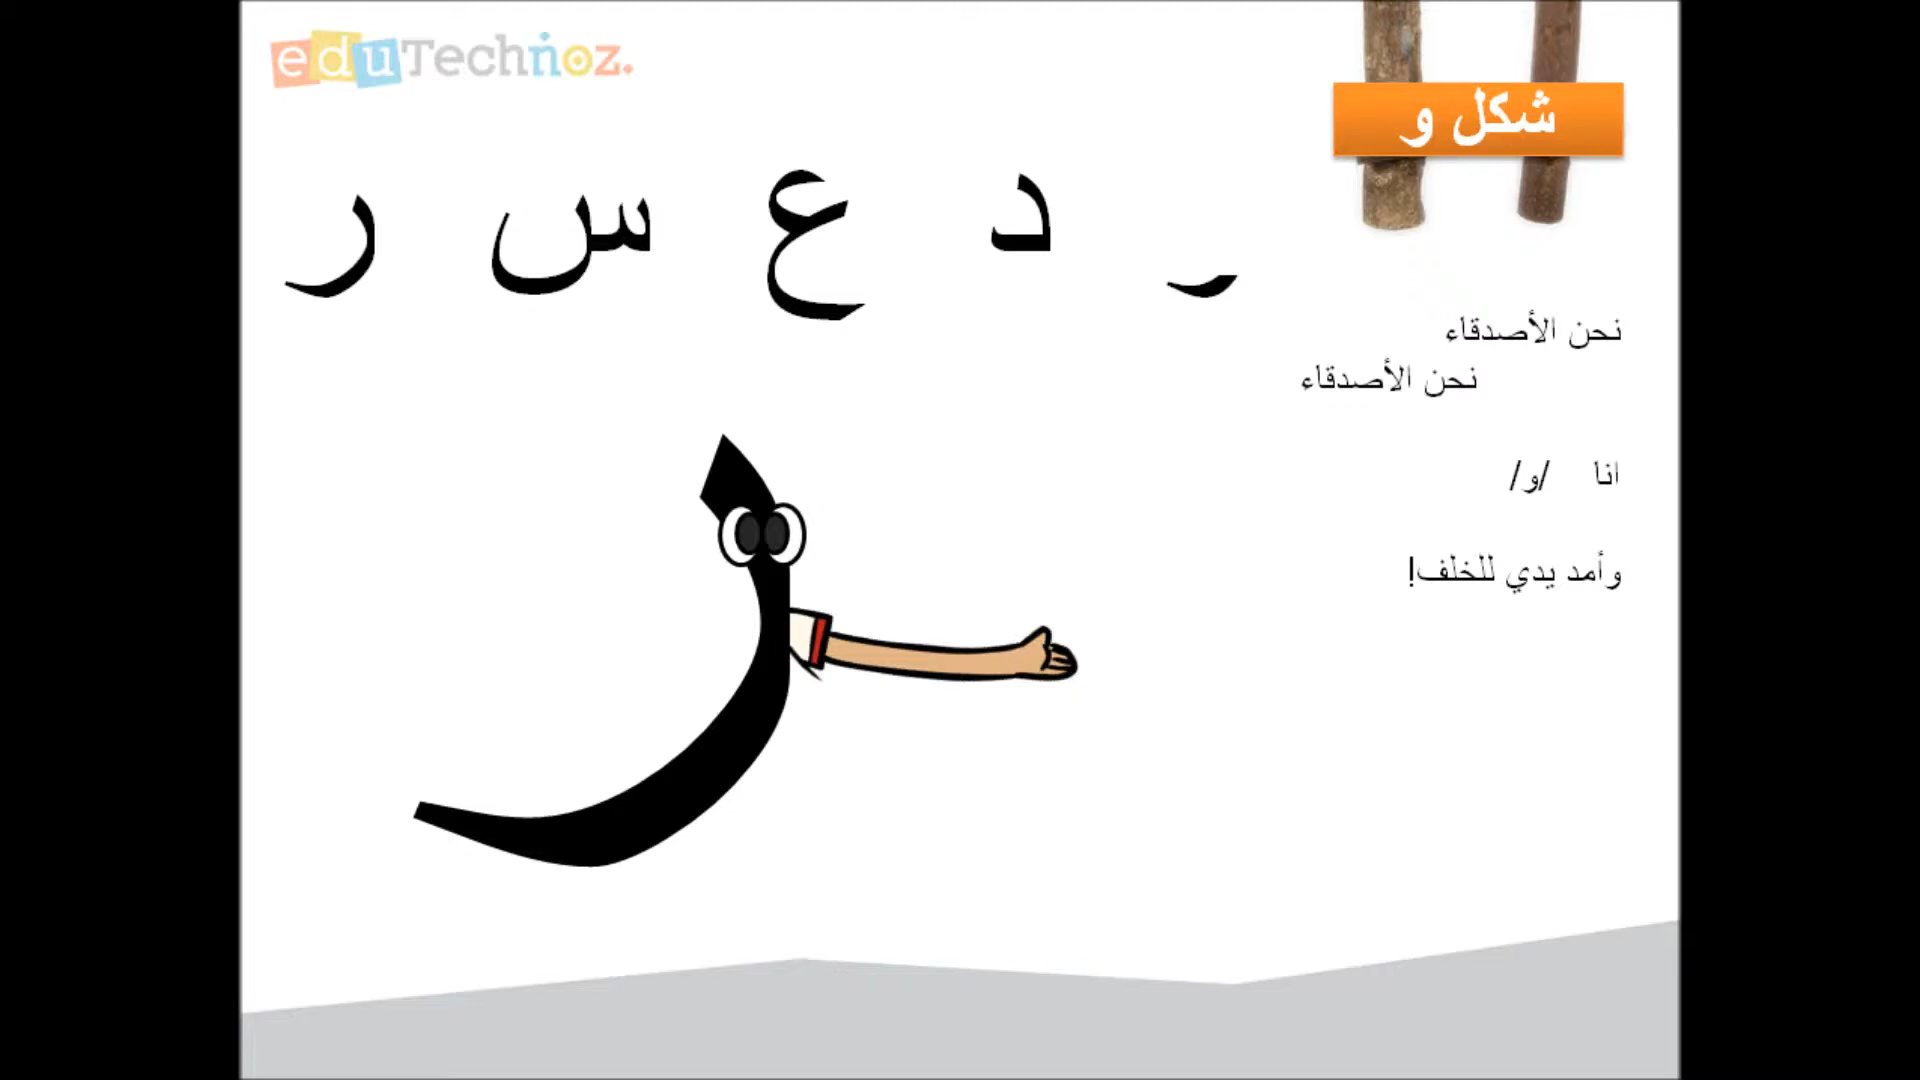 eduTechnoz.
شكل و
د ع س ر
نحن الأصدقاء
نحن الأصدقاء
انا /و/
وأمد يدي للخلف!